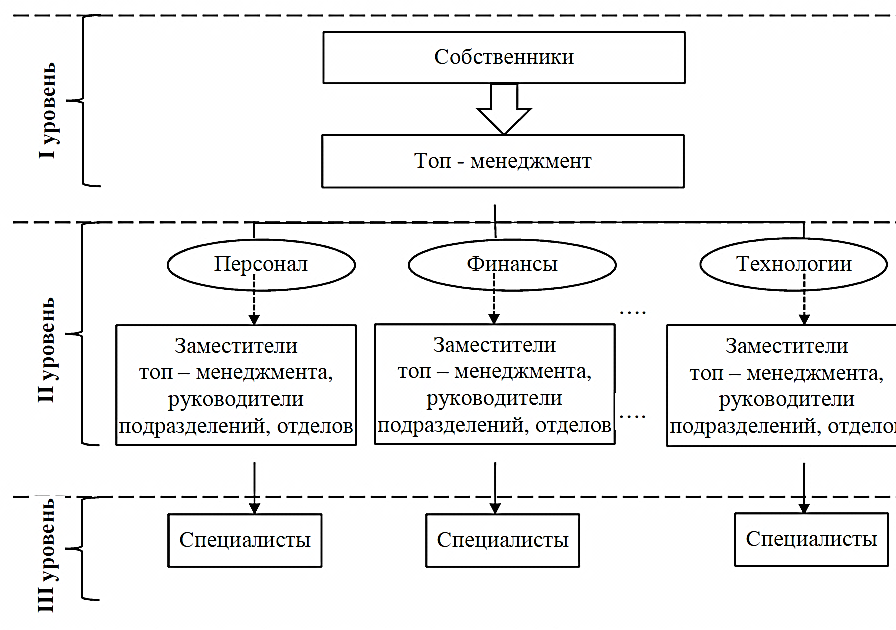 I уровень
Собственники
Топ - менеджмент
II уровень
Персонал
Финансы
Технологии
....
Заместители
топ – менеджмента,
руководители
подразделений, отделов
Заместители
топ – менеджмента,
руководители
подразделений, отделов
....
Заместители
топ – менеджмента,
руководители
подразделений, отдело
III уровень
Специалисты
Специалисты
Специалисты